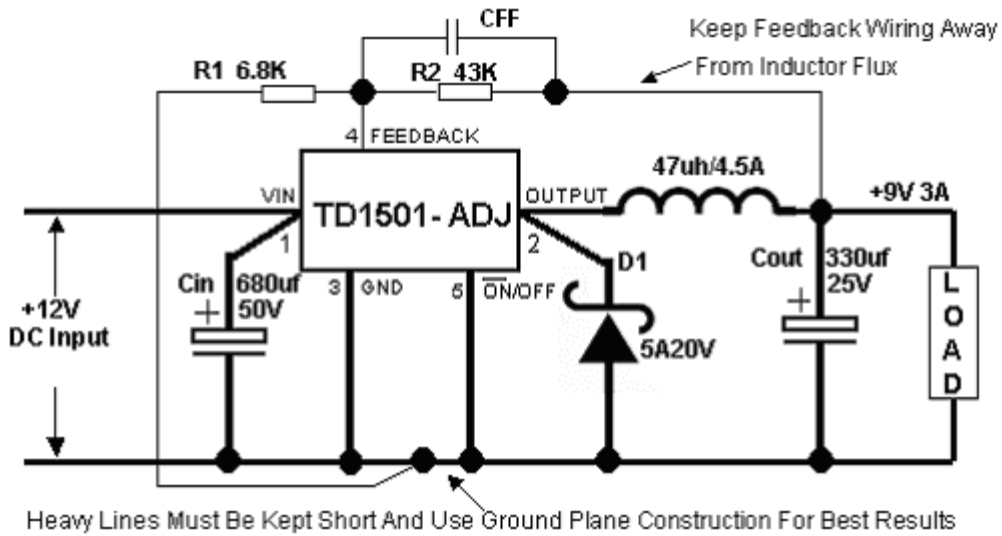 CFF
Keep Feedback Wiring Away
From Inductor Flux
R1 6.8K
R2 43K
4 FEEDBACK
47uh/4.5A
VIN
OUTPUT
+9V 3A
TD1501- ADJ
1
2
D1
Cin
680uf
50V
3 GND
5 ON/OFF
Cout
330uf
25V
+
+
+12V
DC Input
5A20V
LOAD
Heavy Lines Must Be Kept Short And Use Ground Plane Construction For Best Results